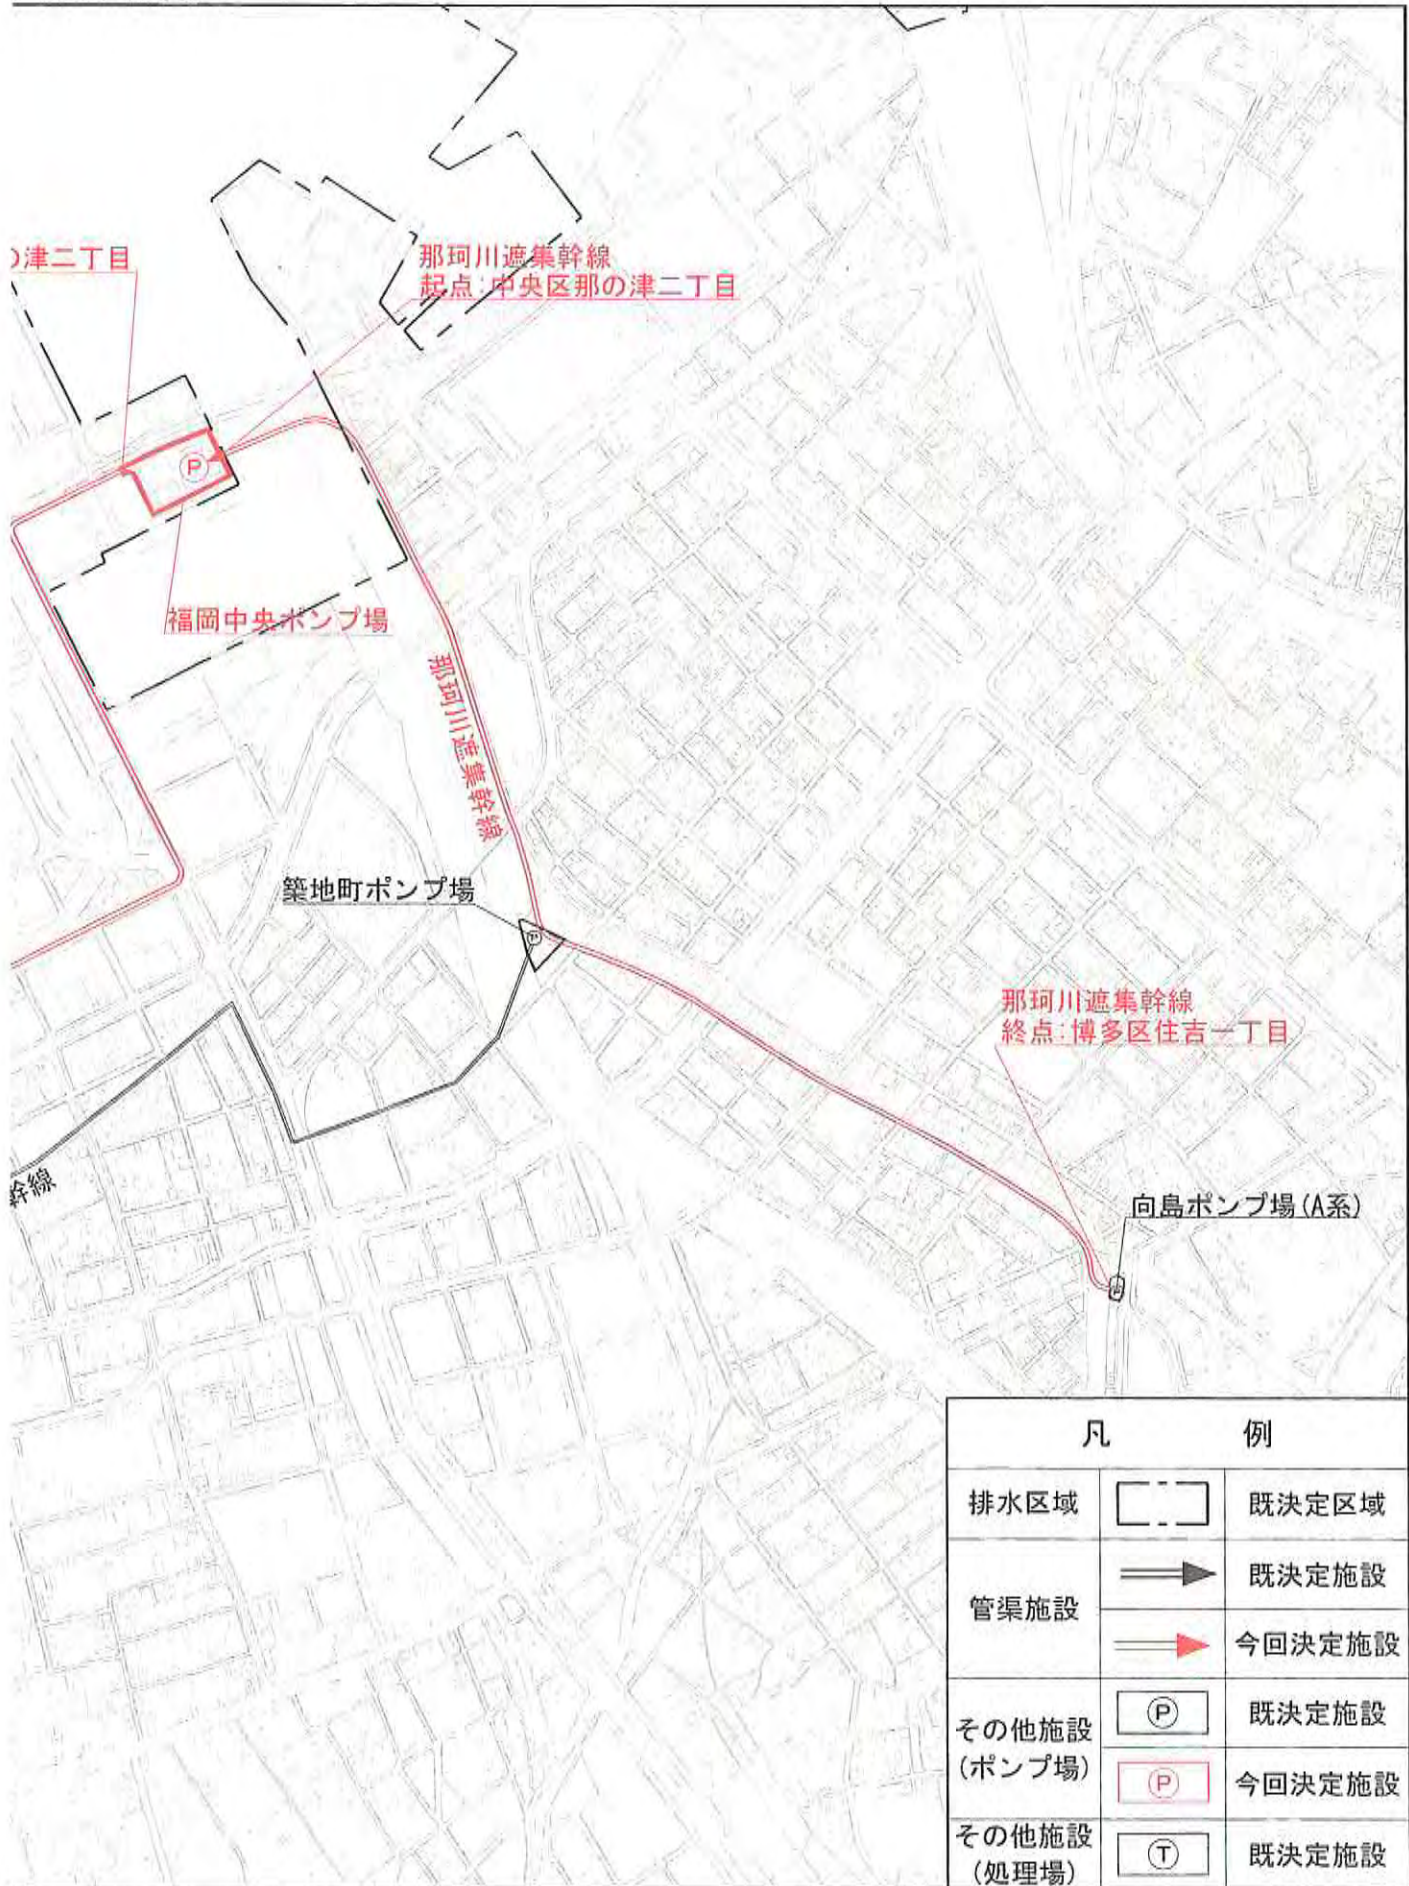 の津二丁目
那珂川遮集幹線
起点:中央区那の津二丁目
P
福岡中央ポンプ場
那珂川遮集幹線
築地町ポンプ場
那珂川遮集幹線
終点:博多区住吉一丁目
幹線
向島ポンプ場(A系)
凡 例
排水区域 既決定区域
管渠施設 既決定施設
今回決定施設
その他施設
(ポンプ場)
P 既決定施設
P 今回決定施設
その他施設
(処理場)
T 既決定施設